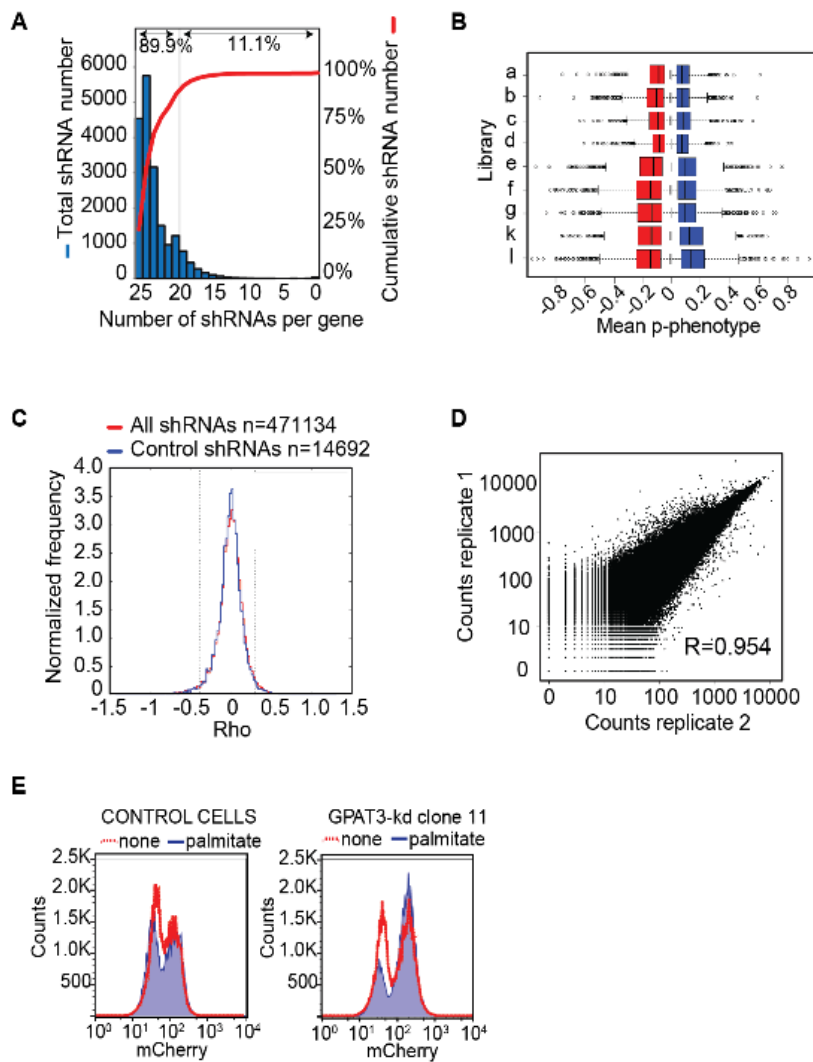 A
89.9% 11.1%
Total shRNA number
6000
5000
4000
3000
2000
1000
0
100%
75%
50%
25%
0%
Cumulative shRNA number
25 20 15 10 5 0
Number of shRNAs per gene
B
Library
a
b
c
d
e
f
g
k
l
-0.8 -0.6 -0.4 -0.2 0 0.2 0.4 0.6 0.8
Mean p-phenotype
C
All shRNAs n=471134
Control shRNAs n=14692
Normalized frequency
4.0
3.5
3.0
2.5
2.0
1.5
1.0
0.5
0
-1.5 -1 -0.5 0 0.5 1.0 1.5
Rho
D
Counts replicate 1
10000
1000
100
10
0
R=0.954
0 10 100 1000 10000
Counts replicate 2
E
CONTROL CELLS
none palmitate
Counts
2.5K
2.0K
1.5K
1.0K
500
10⁰ 10¹ 10² 10³ 10⁴
mCherry
GPAT3-kd clone 11
none palmitate
Counts
2.5K
2.0K
1.5K
1.0K
500
10⁰ 10¹ 10² 10³ 10⁴
mCherry